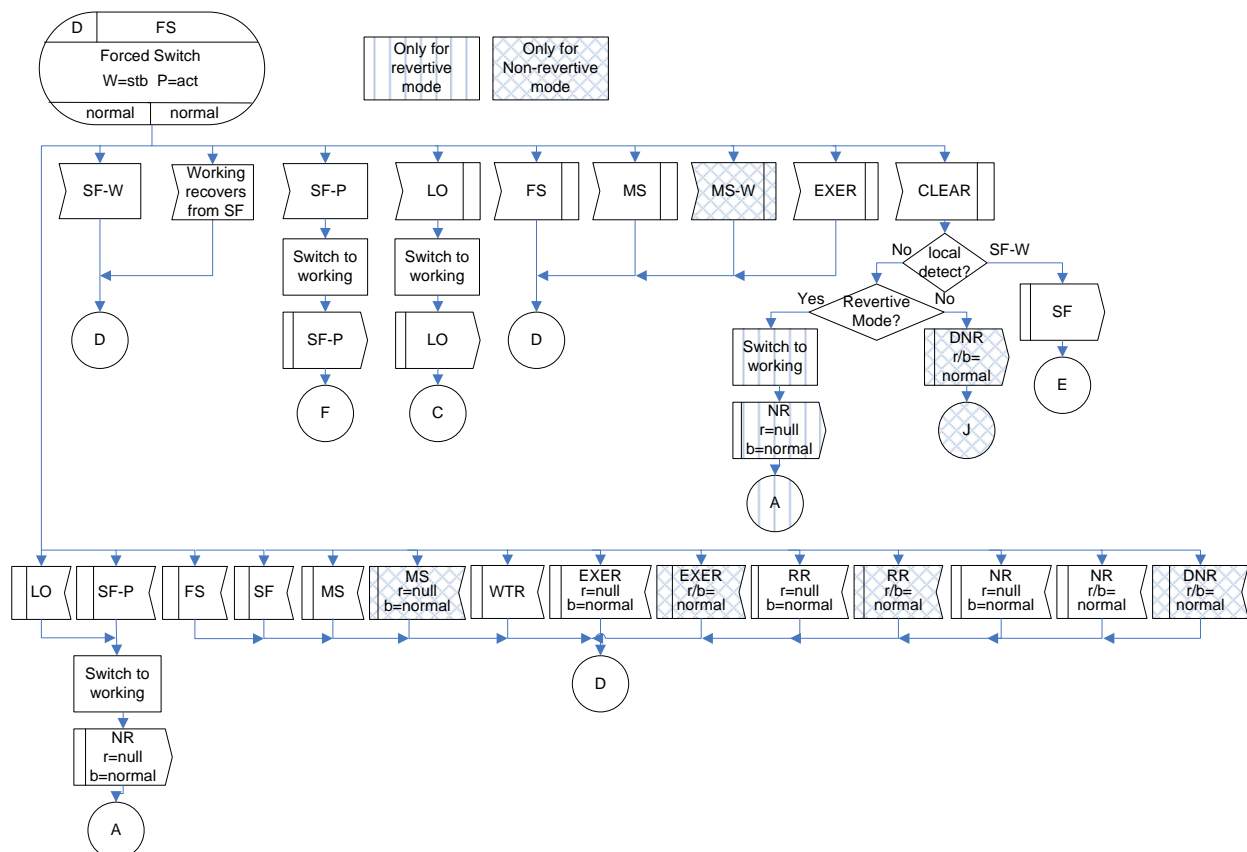 D
FS
Forced Switch
W=stb P=act
normal
normal
Only for
revertive
mode
Only for
Non-revertive
mode
SF-W
Working
recovers
from SF
SF-P
LO
FS
MS
MS-W
EXER
CLEAR
Switch to
working
Switch to
working
No
local
detect?
SF-W
Yes
Revertive
Mode?
No
D
SF-P
LO
D
SF
Switch to
working
DNR
r/b=
normal
F
C
E
NR
r=null
b=normal
J
A
LO
SF-P
FS
SF
MS
MS
r=null
b=normal
WTR
EXER
r=null
b=normal
EXER
r/b=
normal
RR
r=null
b=normal
RR
r/b=
normal
NR
r=null
b=normal
NR
r/b=
normal
DNR
r/b=
normal
Switch to
working
D
NR
r=null
b=normal
A